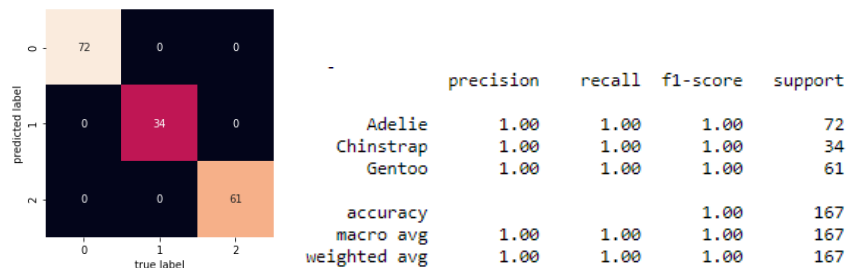 predicted label
0
72 0 0
1
0 34 0
2
0 0 61
0 1 2
true label
-
precision recall f1-score support
Adelie 1.00 1.00 1.00 72
Chinstrap 1.00 1.00 1.00 34
Gentoo 1.00 1.00 1.00 61
accuracy 1.00 167
macro avg 1.00 1.00 1.00 167
weighted avg 1.00 1.00 1.00 167